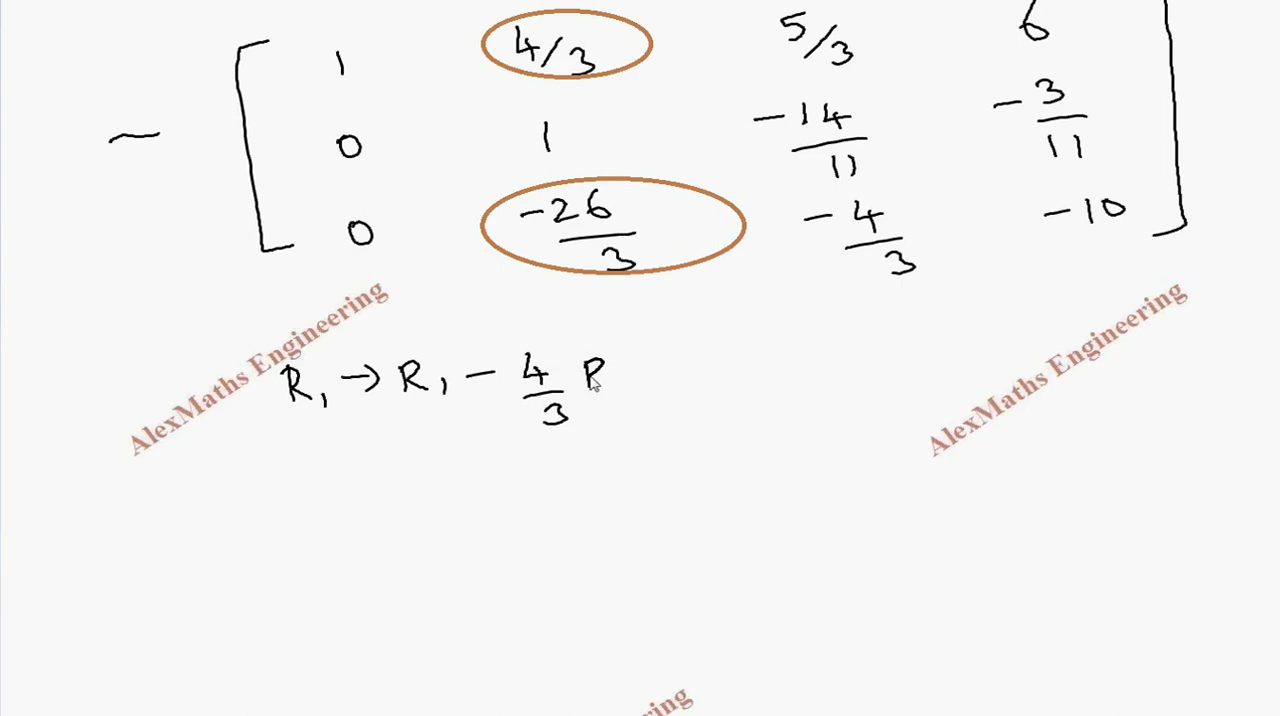 1 4/3 5/3 6
~ 0 1 -14/11 -3/11
0 -26/3 -4/3 -10
AlexMaths Engineering
AlexMaths Engineering
R₁ → R₁ - 4/3 R
ring